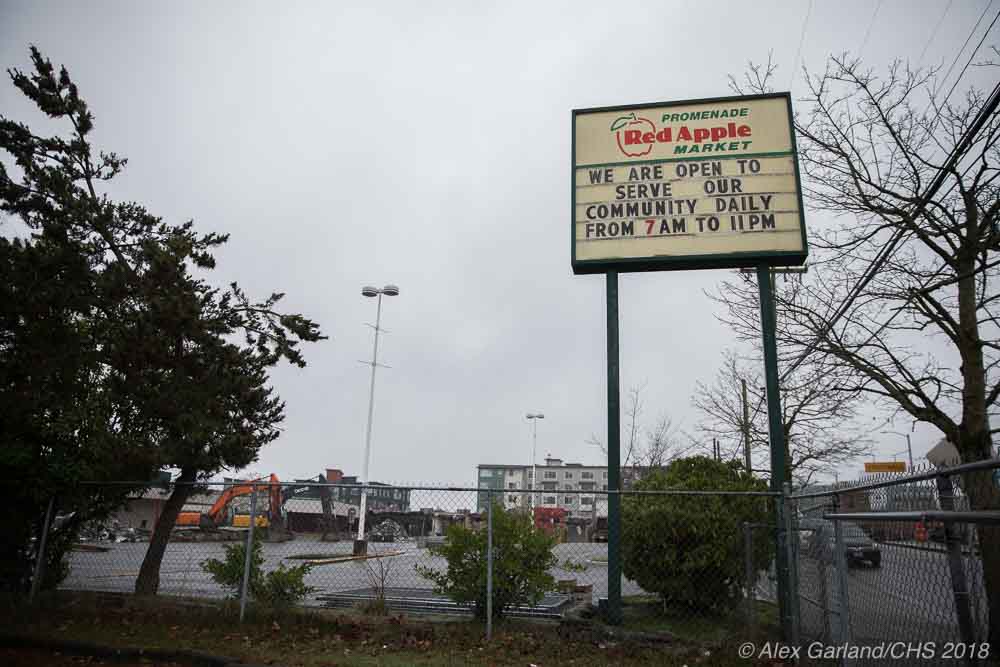 PROMENADE
Red Apple
MARKET
WE ARE OPEN TO
SERVE OUR
COMMUNITY DAILY
FROM 7AM TO 11PM
© Alex Garland/CHS 2018